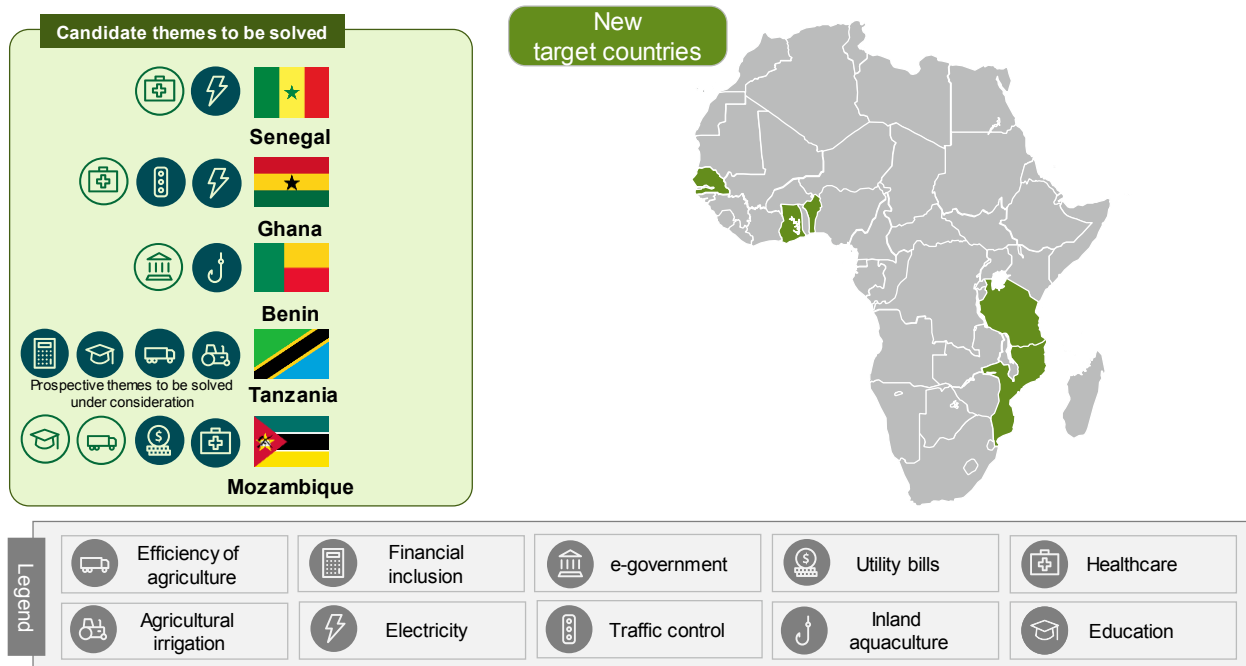 Candidate themes to be solved
New
target countries
Senegal
Ghana
Benin
Prospective themes to be solved
under consideration
Tanzania
Mozambique
Legend
Efficiency of
agriculture
Financial
inclusion
e-government
Utility bills
Healthcare
Agricultural
irrigation
Electricity
Traffic control
Inland
aquaculture
Education